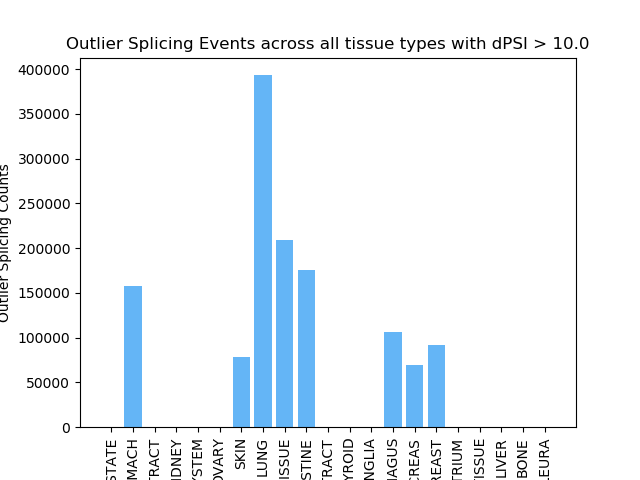 Outlier Splicing Events across all tissue types with dPSI > 10.0
Outlier Splicing Counts
400000
350000
300000
250000
200000
150000
100000
50000
0
STATE
MACH
TRACT
IDNEY
YSTEM
OVARY
SKIN
LUNG
ISSUE
STINE
TRACT
YROID
NGLIA
HAGUS
CREAS
REAST
TRIUM
TISSUE
LIVER
BONE
LEURA